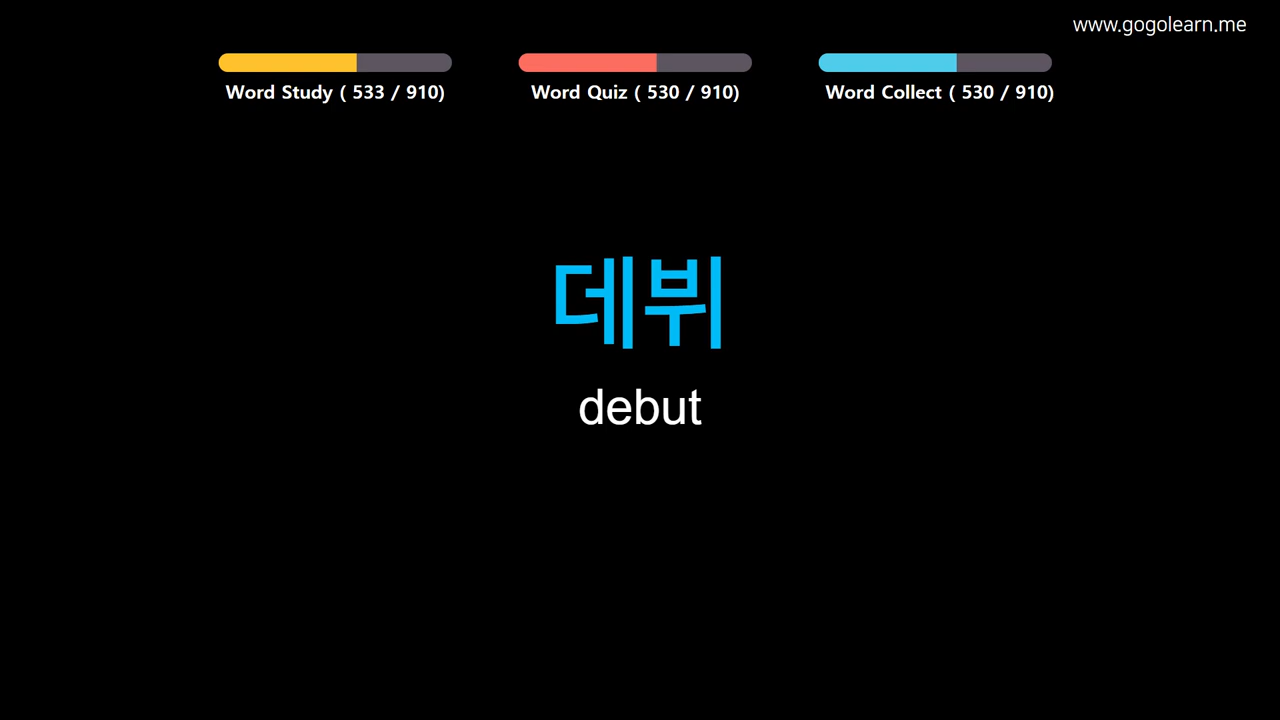 www.gogolearn.me
Word Study ( 533 / 910)
Word Quiz ( 530 / 910)
Word Collect ( 530 / 910)
데뷔
debut